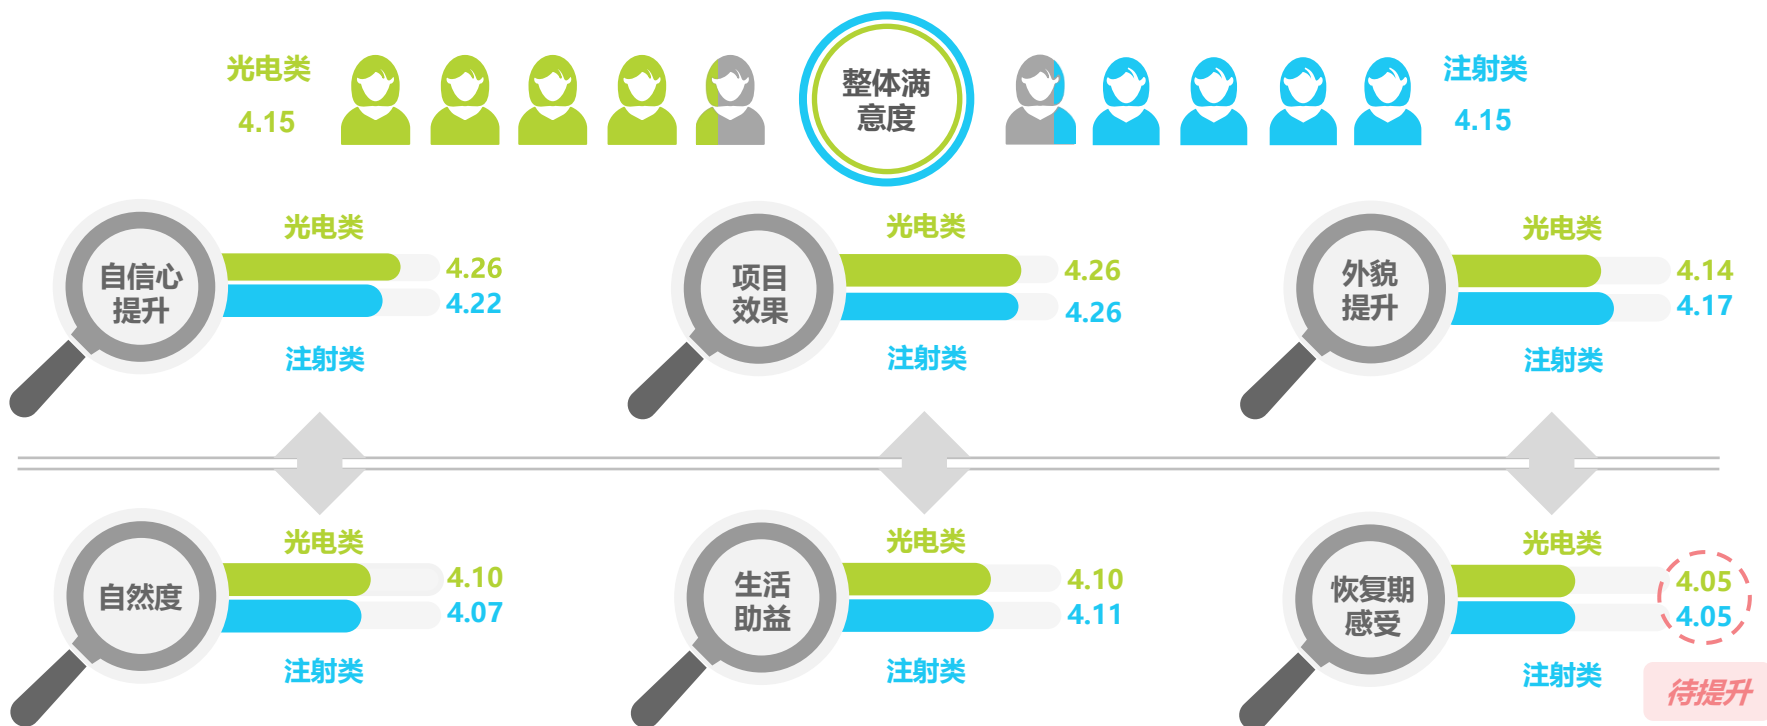 光电类
4.15
整体满
意度
注射类
4.15
自信心
提升
光电类
4.26
4.22
注射类
项目
效果
光电类
4.26
4.26
注射类
外貌
提升
光电类
4.14
4.17
注射类
自然度
光电类
4.10
4.07
注射类
生活
助益
光电类
4.10
4.11
注射类
恢复期
感受
光电类
4.05
4.05
注射类
待提升